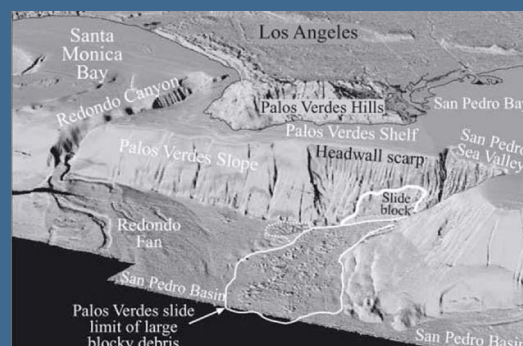 Santa
Monica
Bay
Los Angeles
Redondo Canyon
Palos Verdes Hills
San Pedro Bay
Palos Verdes Shelf
Palos Verdes Slope
Headwall scarp
San Pedro
Sea Valley
Slide
block
Redondo
Fan
San Pedro Basin
San Pedro Basin
Palos Verdes slide
limit of large
blocky debris